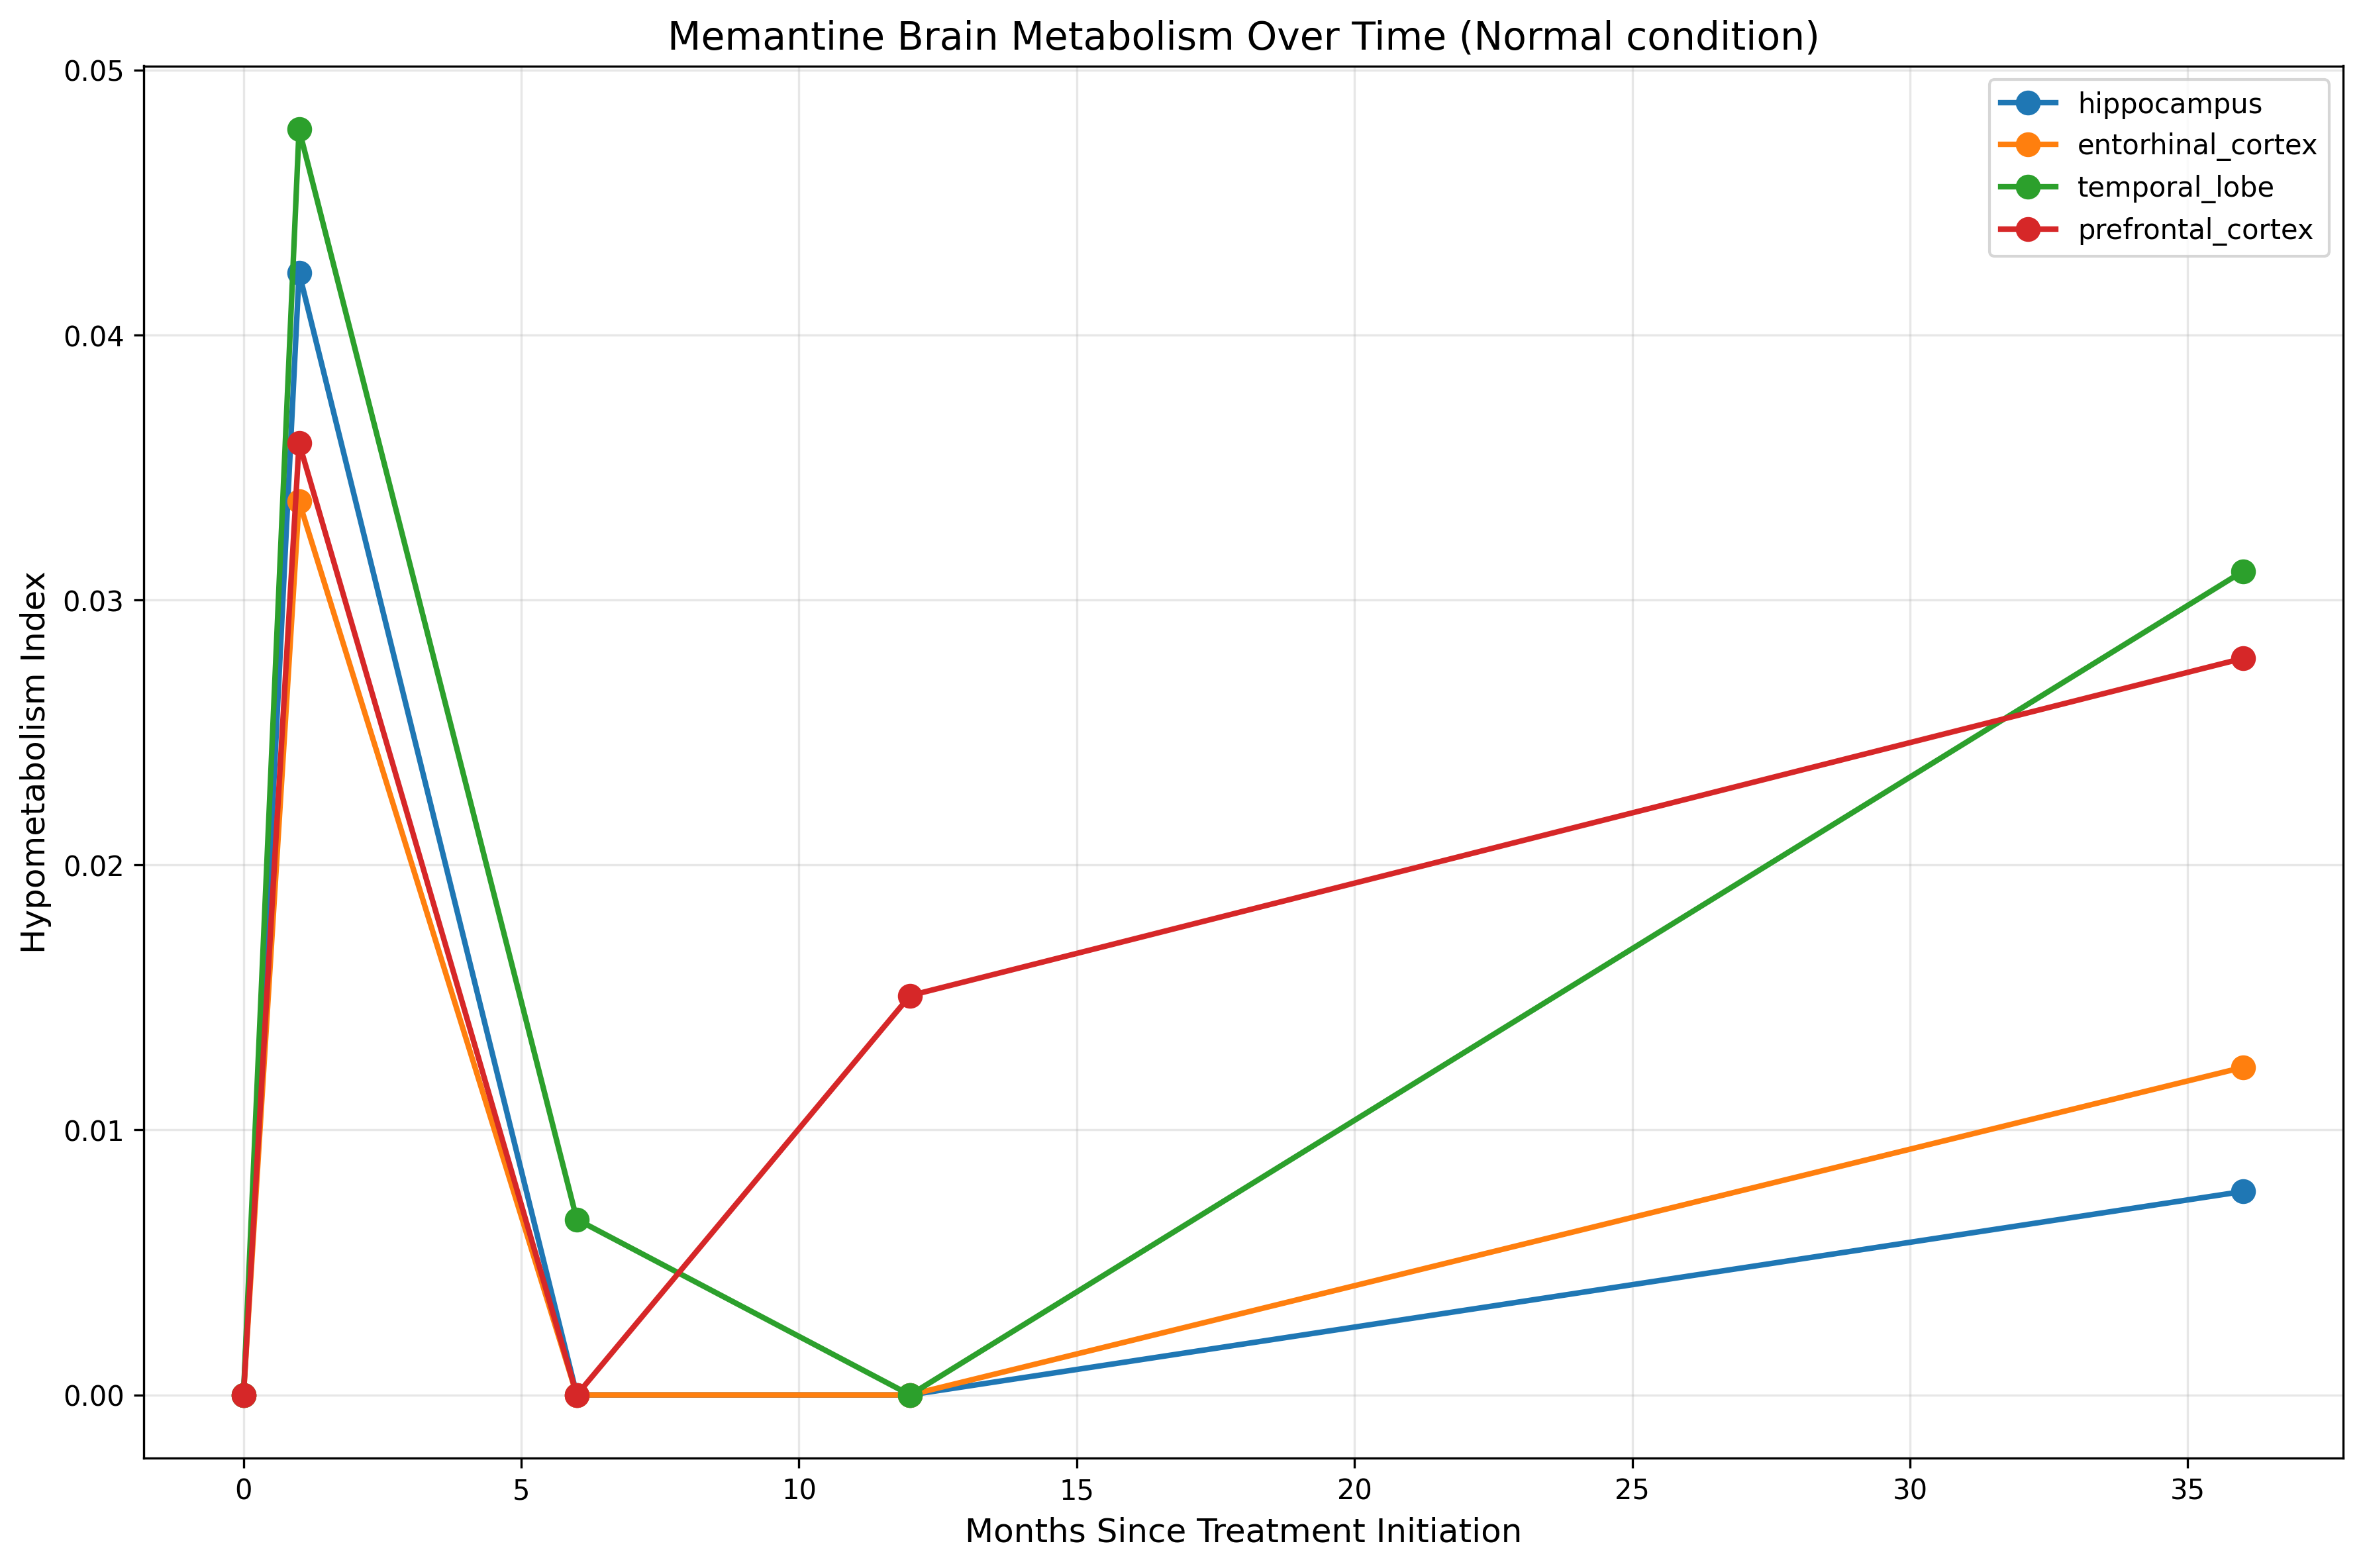 Memantine Brain Metabolism Over Time (Normal condition)
hippocampus
entorhinal_cortex
temporal_lobe
prefrontal_cortex
Hypometabolism Index
0.05
0.04
0.03
0.02
0.01
0.00
0 5 10 15 20 25 30 35
Months Since Treatment Initiation